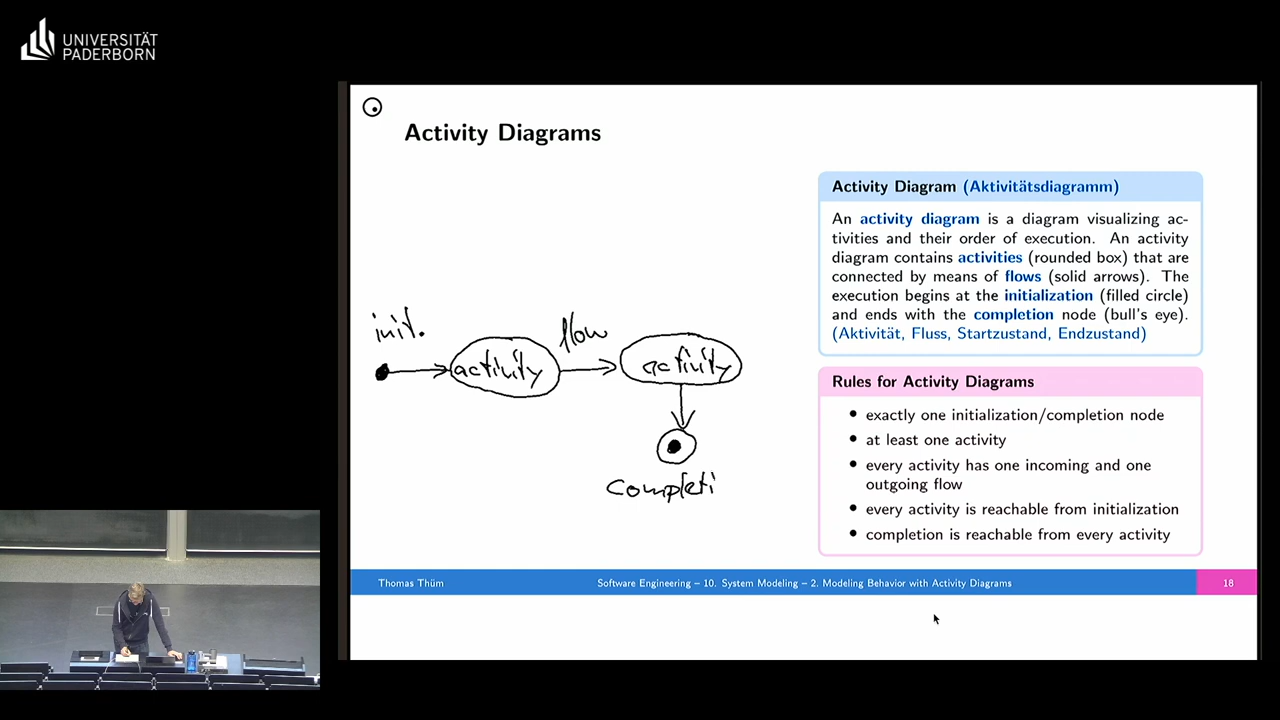 UNIVERSITÄT
PADERBORN
Activity Diagrams
init.
flow
activity
activity
completi
Activity Diagram (Aktivitätsdiagramm)
An activity diagram is a diagram visualizing ac-
tivities and their order of execution. An activity
diagram contains activities (rounded box) that are
connected by means of flows (solid arrows). The
execution begins at the initialization (filled circle)
and ends with the completion node (bull's eye).
(Aktivität, Fluss, Startzustand, Endzustand)
Rules for Activity Diagrams
• exactly one initialization/completion node
• at least one activity
• every activity has one incoming and one
outgoing flow
• every activity is reachable from initialization
• completion is reachable from every activity
Thomas Thüm
Software Engineering – 10. System Modeling – 2. Modeling Behavior with Activity Diagrams
18